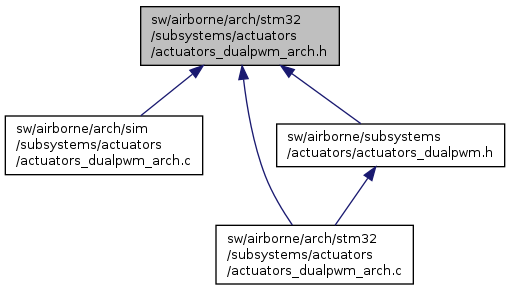 sw/airborne/arch/stm32
/subsystems/actuators
/actuators_dualpwm_arch.h
sw/airborne/arch/sim
/subsystems/actuators
/actuators_dualpwm_arch.c
sw/airborne/subsystems
/actuators/actuators_dualpwm.h
sw/airborne/arch/stm32
/subsystems/actuators
/actuators_dualpwm_arch.c